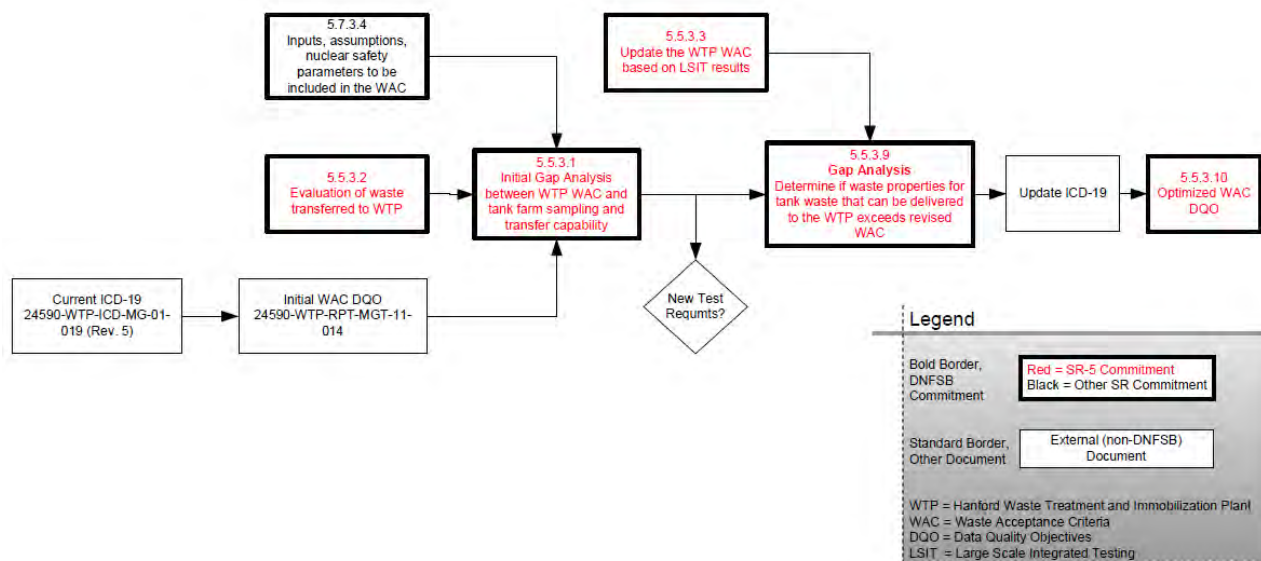 5.7.3.4
Inputs, assumptions,
nuclear safety
parameters to be
included in the WAC
5.5.3.3
Update the WTP WAC
based on LSIT results
5.5.3.2
Evaluation of waste
transferred to WTP
5.5.3.1
Initial Gap Analysis
between WTP WAC and
tank farm sampling and
transfer capability
5.5.3.9
Gap Analysis
Determine if waste properties for
tank waste that can be delivered
to the WTP exceeds revised
WAC
Update ICD-19
5.5.3.10
Optimized WAC
DQO
Current ICD-19
24590-WTP-ICD-MG-01-
019 (Rev. 5)
Initial WAC DQO
24590-WTP-RPT-MGT-11-
014
New Test
Requmts?
Legend
Bold Border,
DNFSB
Commitment
Red = SR-5 Commitment
Black = Other SR Commitment
Standard Border,
Other Document
External (non-DNFSB)
Document
WTP = Hanford Waste Treatment and Immobilization Plant
WAC = Waste Acceptance Criteria
DQO = Data Quality Objectives
LSIT = Large Scale Integrated Testing